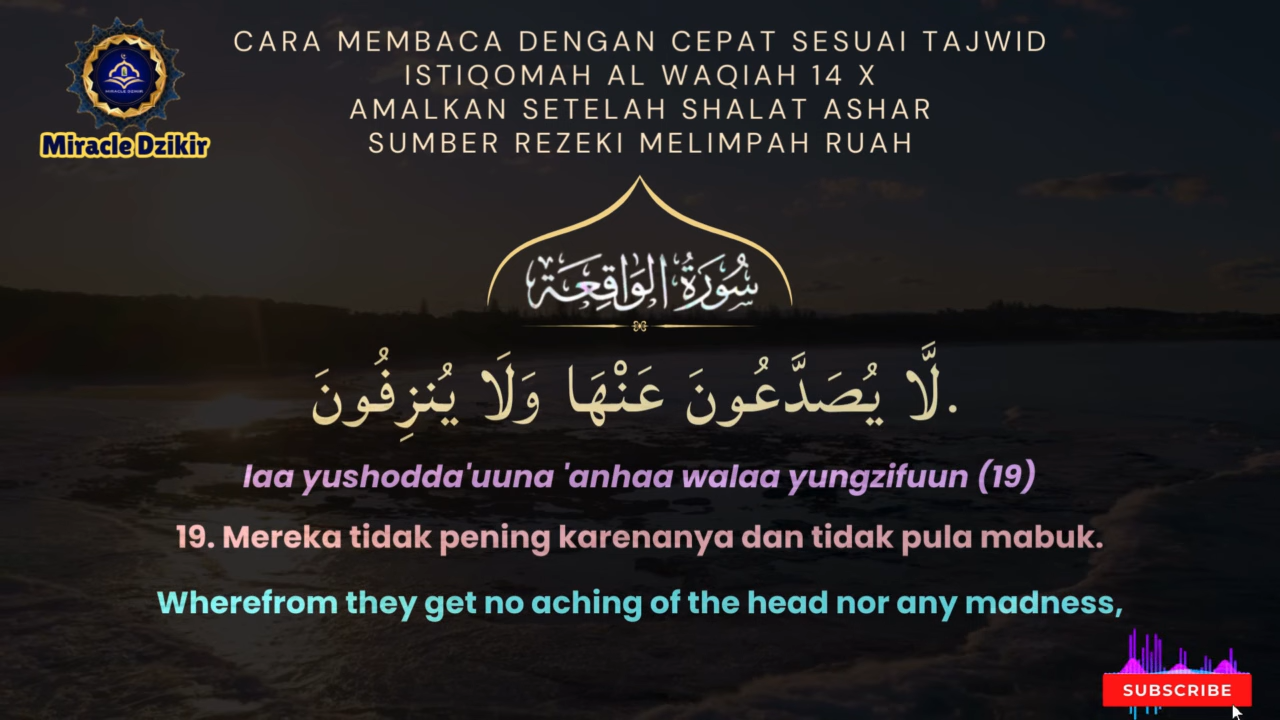 CARA MEMBACA DENGAN CEPAT SESUAI TAJWID
ISTIQOMAH AL WAQIAH 14 X
AMALKAN SETELAH SHALAT ASHAR
SUMBER REZEKI MELIMPAH RUAH
MIRACLE DZIKIR
Miracle Dzikir
سُورَةُ الوَاقِعَة
لَّا يُصَدَّعُونَ عَنْهَا وَلَا يُنزِفُونَ.
laa yushodda'uuna 'anhaa walaa yungzifuun (19)
19. Mereka tidak pening karenanya dan tidak pula mabuk.
Wherefrom they get no aching of the head nor any madness,
SUBSCRIBE